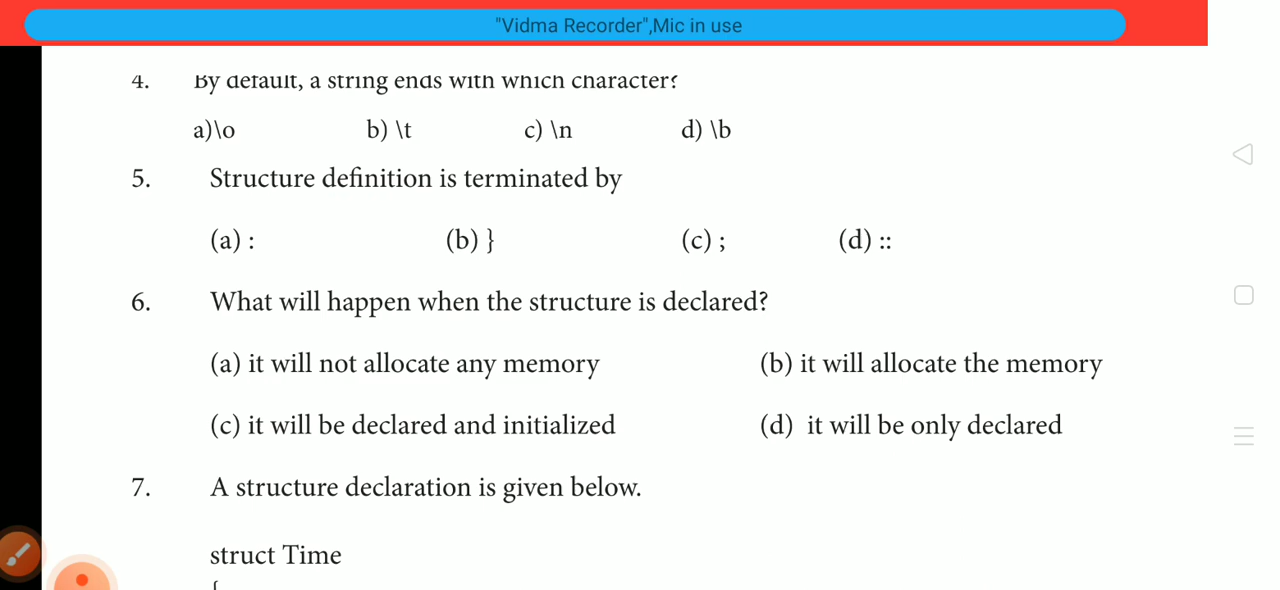 "Vidma Recorder",Mic in use
4. By default, a string ends with which character?
a)\o b) \t c) \n d) \b
5. Structure definition is terminated by
(a) : (b) } (c) ; (d) ::
6. What will happen when the structure is declared?
(a) it will not allocate any memory (b) it will allocate the memory
(c) it will be declared and initialized (d) it will be only declared
7. A structure declaration is given below.
struct Time
{